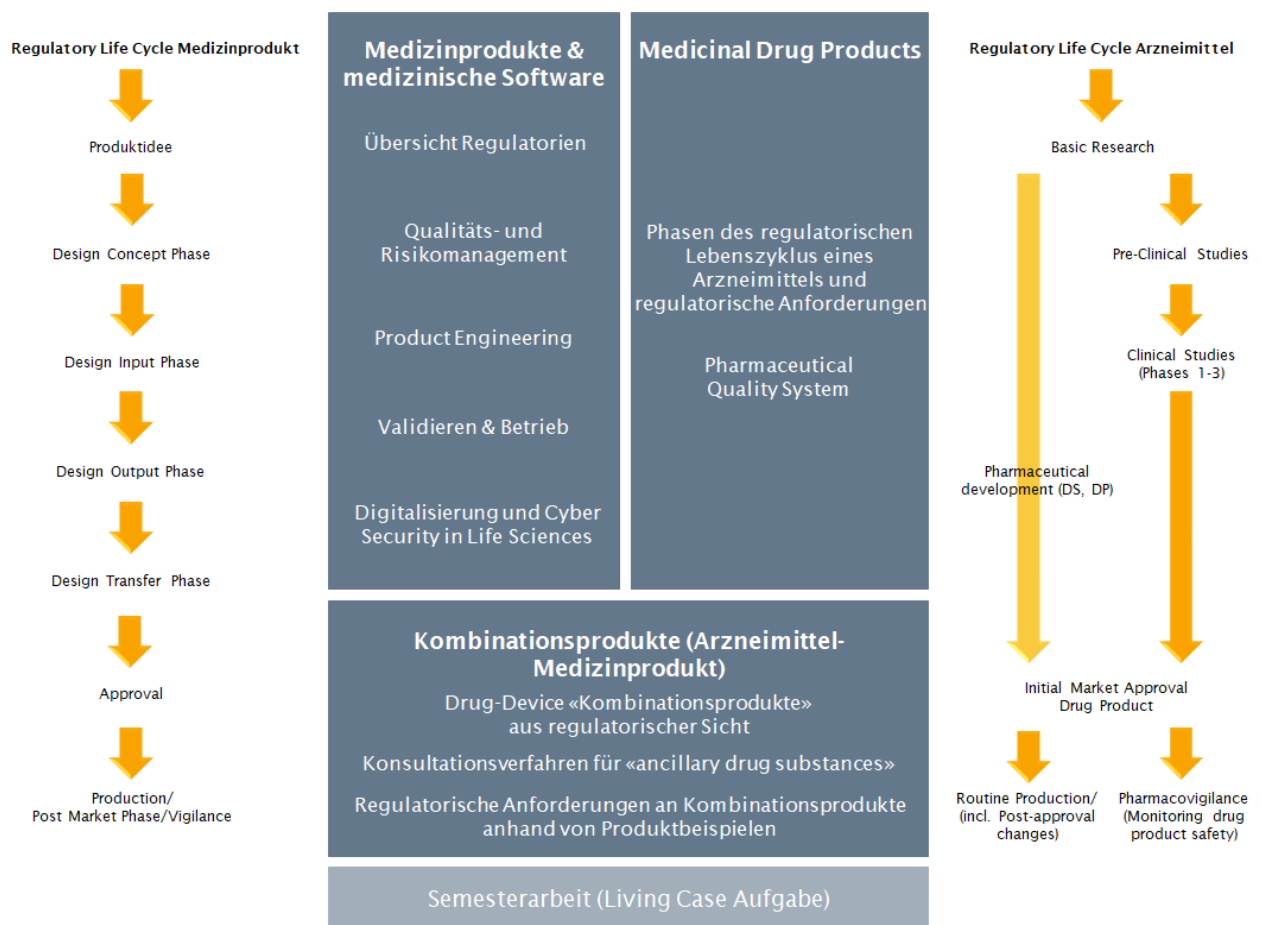 Regulatory Life Cycle Medizinprodukt
Produktidee
Design Concept Phase
Design Input Phase
Design Output Phase
Design Transfer Phase
Approval
Production/
Post Market Phase/Vigilance
Medizinprodukte &
medizinische Software
Übersicht Regulatorien
Qualitäts- und
Risikomanagement
Product Engineering
Validieren & Betrieb
Digitalisierung und Cyber
Security in Life Sciences
Medicinal Drug Products
Phasen des regulatorischen
Lebenszyklus eines
Arzneimittels und
regulatorische Anforderungen
Pharmaceutical
Quality System
Kombinationsprodukte (Arzneimittel-
Medizinprodukt)
Drug-Device «Kombinationsprodukte»
aus regulatorischer Sicht
Konsultationsverfahren für «ancillary drug substances»
Regulatorische Anforderungen an Kombinationsprodukte
anhand von Produktbeispielen
Semesterarbeit (Living Case Aufgabe)
Regulatory Life Cycle Arzneimittel
Basic Research
Pre-Clinical Studies
Clinical Studies
(Phases 1-3)
Pharmaceutical
development (DS, DP)
Initial Market Approval
Drug Product
Routine Production/
(incl. Post-approval
changes)
Pharmacovigilance
(Monitoring drug
product safety)